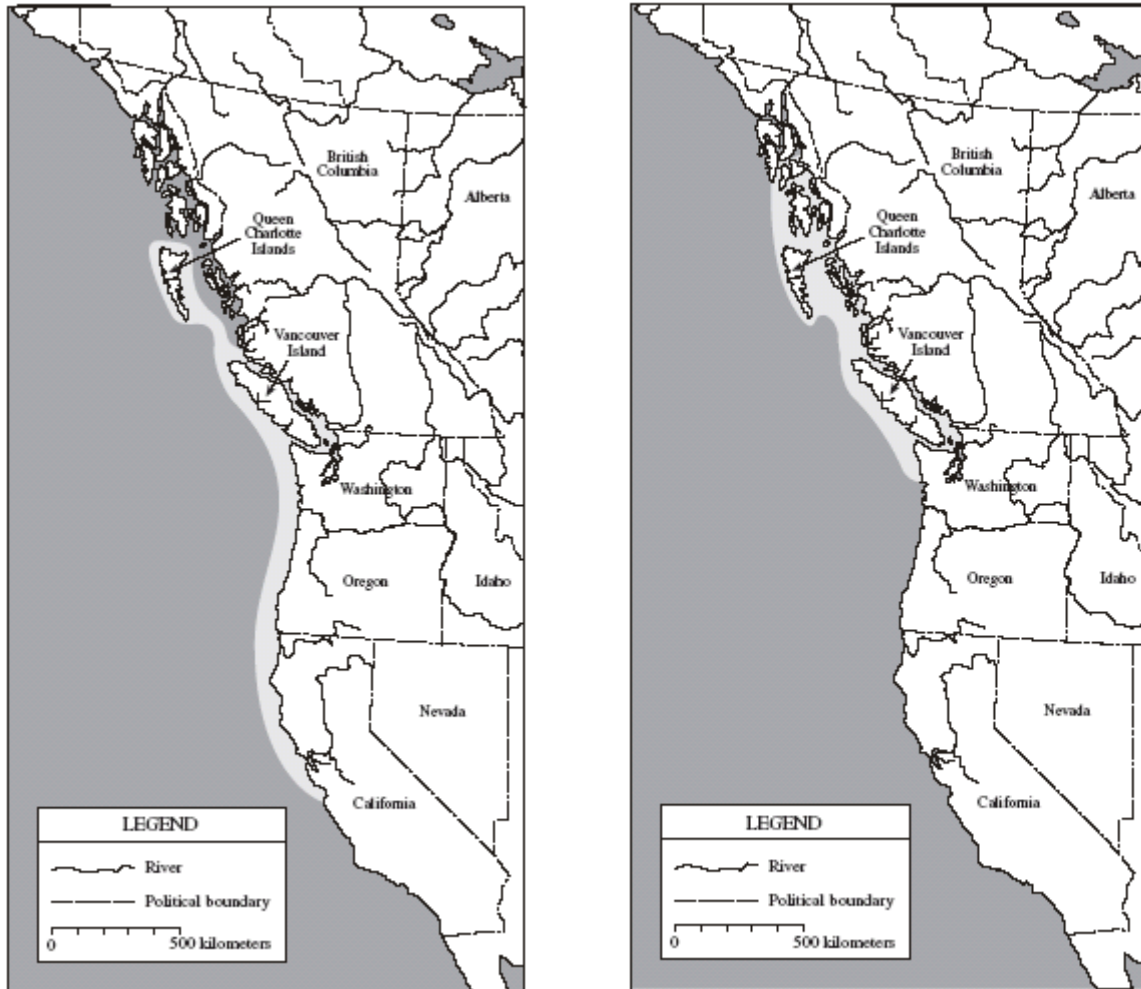 British
Columbia
Alberta
Queen
Charlotte
Islands
Vancouver
Island
Washington
Oregon
Idaho
Nevada
California
LEGEND
River
Political boundary
0 500 kilometers
British
Columbia
Alberta
Queen
Charlotte
Islands
Vancouver
Island
Washington
Oregon
Idaho
Nevada
California
LEGEND
River
Political boundary
0 500 kilometers